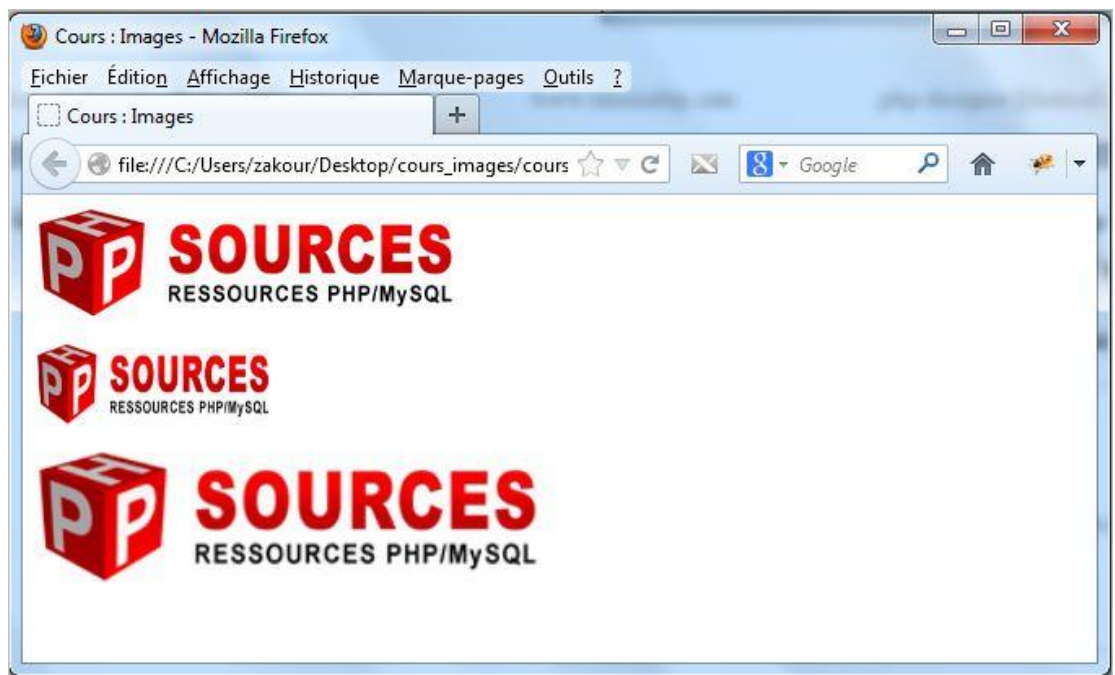 Cours : Images - Mozilla Firefox
Fichier Édition Affichage Historique Marque-pages Outils ?
Cours : Images +
file:///C:/Users/zakour/Desktop/cours_images/cours Google
PHP SOURCES
RESSOURCES PHP/MySQL
PHP SOURCES
RESSOURCES PHP/MySQL
PHP SOURCES
RESSOURCES PHP/MySQL